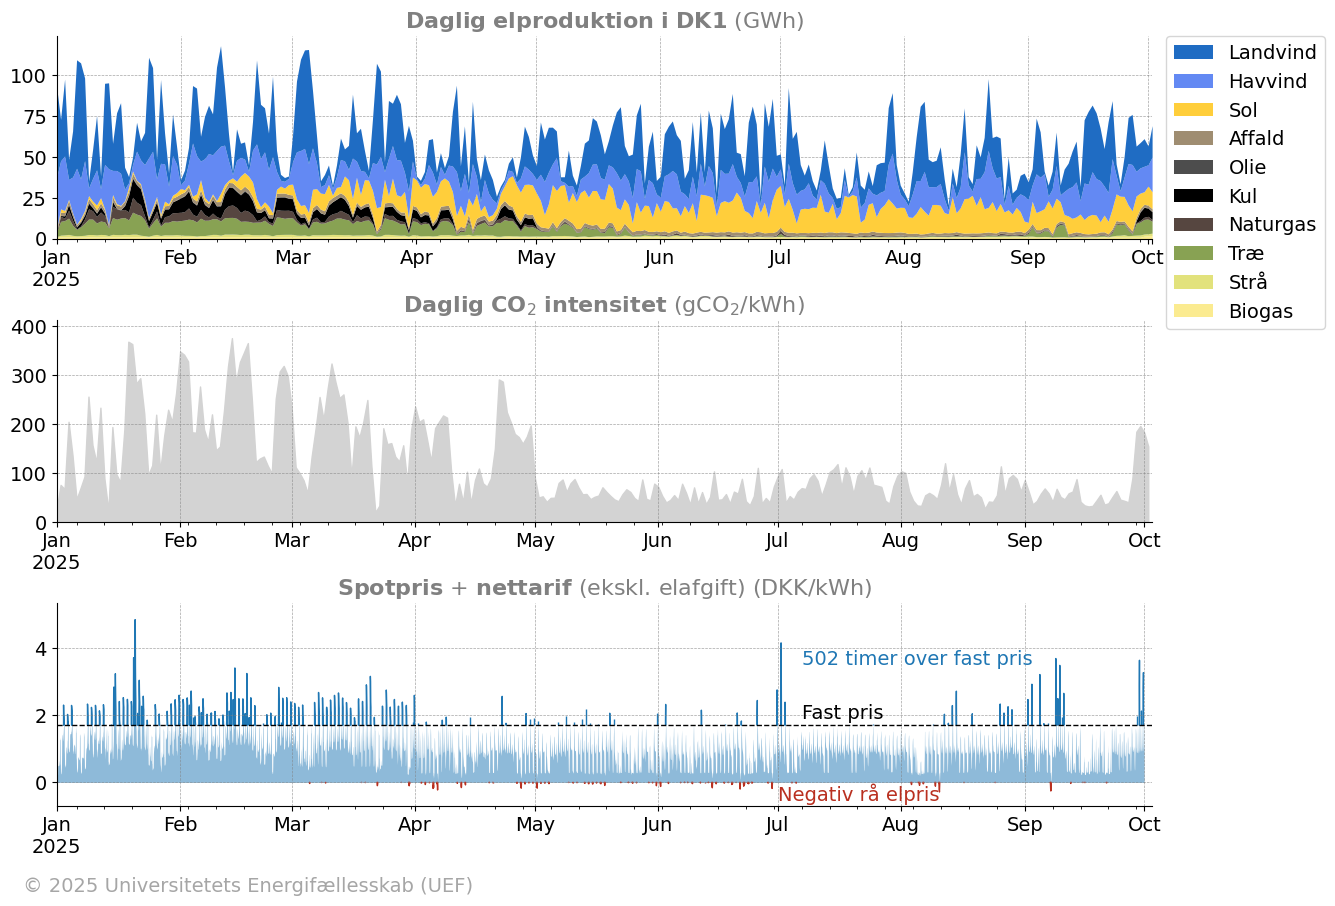 Daglig elproduktion i DK1 (GWh)
100
75
50
25
0
Jan Feb Mar Apr May Jun Jul Aug Sep Oct
2025
Landvind
Havvind
Sol
Affald
Olie
Kul
Naturgas
Træ
Strå
Biogas
Daglig CO₂ intensitet (gCO₂/kWh)
400
300
200
100
0
Jan Feb Mar Apr May Jun Jul Aug Sep Oct
2025
Spotpris + nettarif (ekskl. elafgift) (DKK/kWh)
4
2
0
502 timer over fast pris
Fast pris
Negativ rå elpris
Jan Feb Mar Apr May Jun Jul Aug Sep Oct
2025
© 2025 Universitetets Energifællesskab (UEF)